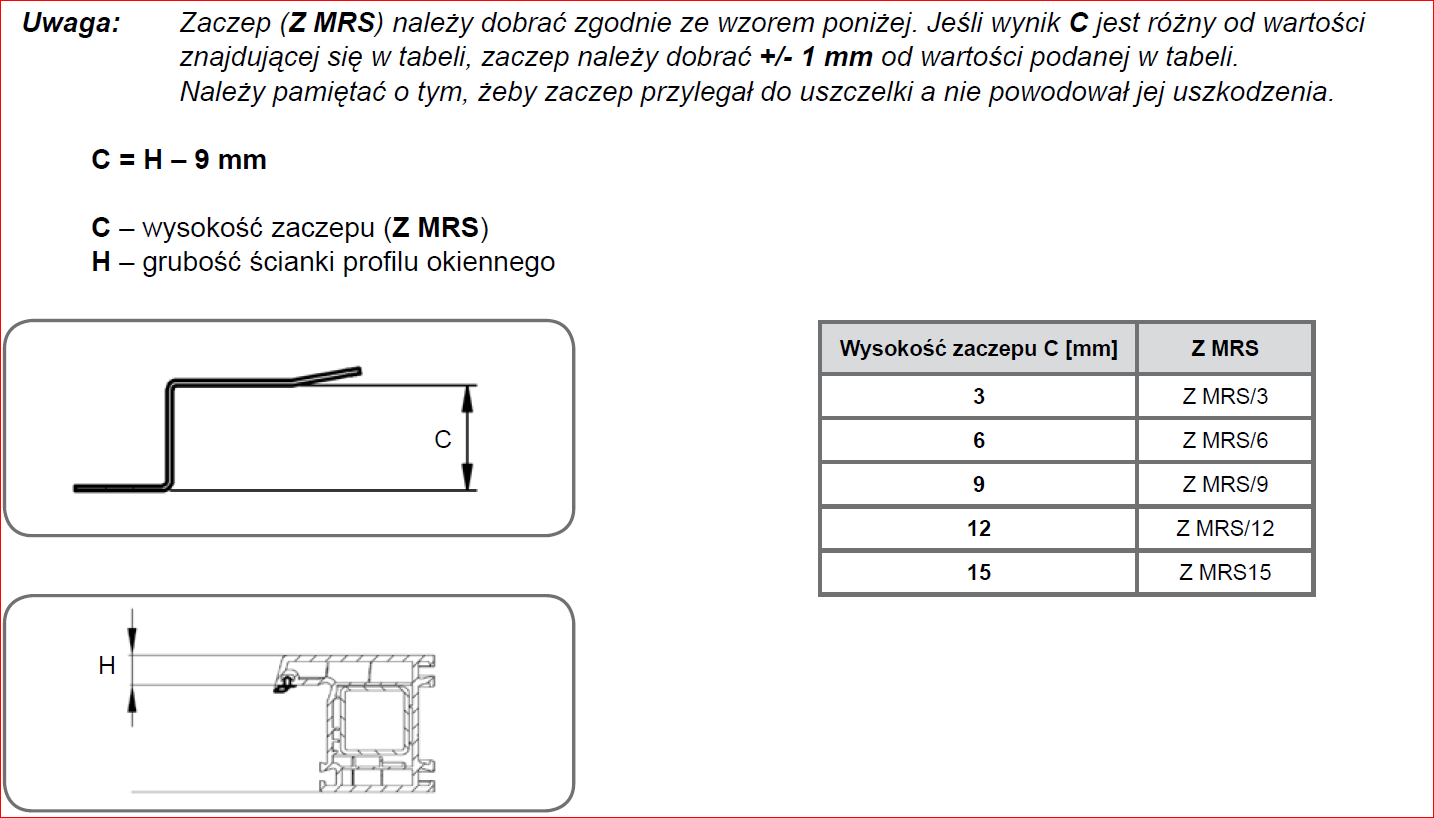 Uwaga: Zaczep (Z MRS) należy dobrać zgodnie ze wzorem poniżej. Jeśli wynik C jest różny od wartości
znajdującej się w tabeli, zaczep należy dobrać +/- 1 mm od wartości podanej w tabeli.
Należy pamiętać o tym, żeby zaczep przylegał do uszczelki a nie powodował jej uszkodzenia.
C = H – 9 mm
C – wysokość zaczepu (Z MRS)
H – grubość ścianki profilu okiennego
C
H
Wysokość zaczepu C [mm] Z MRS
3 Z MRS/3
6 Z MRS/6
9 Z MRS/9
12 Z MRS/12
15 Z MRS15